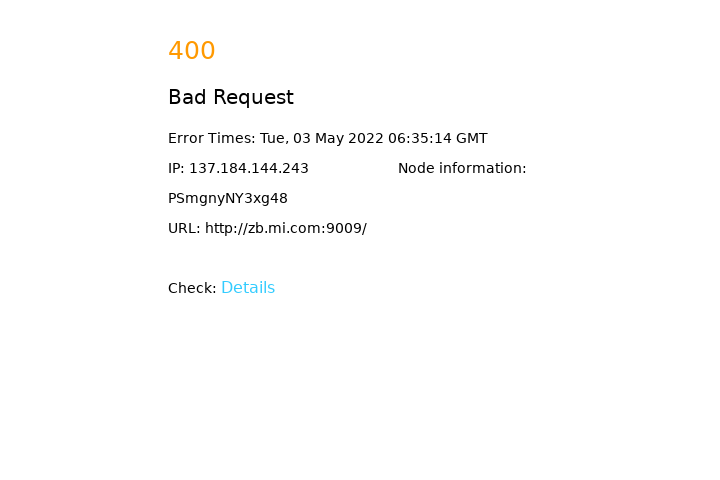 400
Bad Request
Error Times: Tue, 03 May 2022 06:35:14 GMT
IP: 137.184.144.243 Node information:
PSmgnyNY3xg48
URL: http://zb.mi.com:9009/
Check: Details